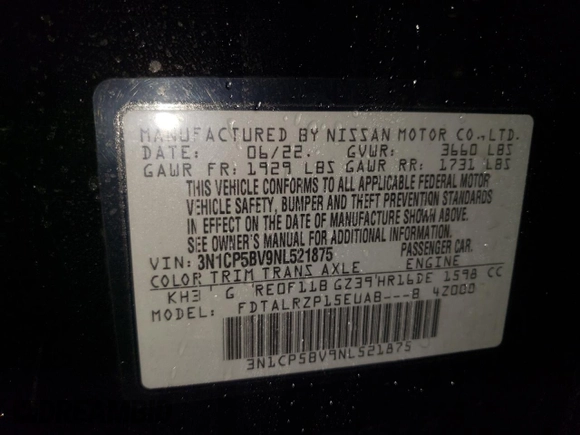 MANUFACTURED BY NISSAN MOTOR CO.,LTD.
DATE: 06/22. GVWR: 3660 LBS
GAWR FR: 1929 LBS GAWR RR: 1731 LBS
THIS VEHICLE CONFORMS TO ALL APPLICABLE FEDERAL MOTOR
VEHICLE SAFETY, BUMPER AND THEFT PREVENTION STANDARDS
IN EFFECT ON THE DATE OF MANUFACTURE SHOWN ABOVE.
SEE OWNER'S MANUAL FOR ADDITIONAL INFORMATION.
VIN: 3N1CP5BV9NL521875 PASSENGER CAR.
COLOR TRIM TRANS AXLE ENGINE
KH3 G RE0F11B GZ39 HR16DE 1598 CC
MODEL: FDTALRZP15EUAB---B 4Z000
3N1CP5BV9NL521875